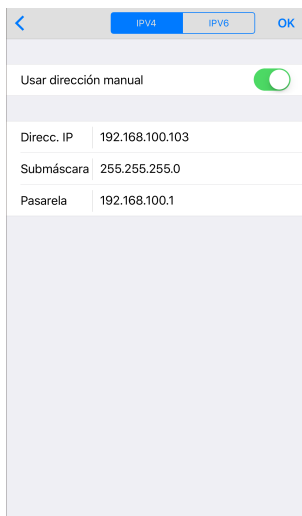 IPV4 IPV6 OK
Usar dirección manual
Direcc. IP 192.168.100.103
Submáscara 255.255.255.0
Pasarela 192.168.100.1